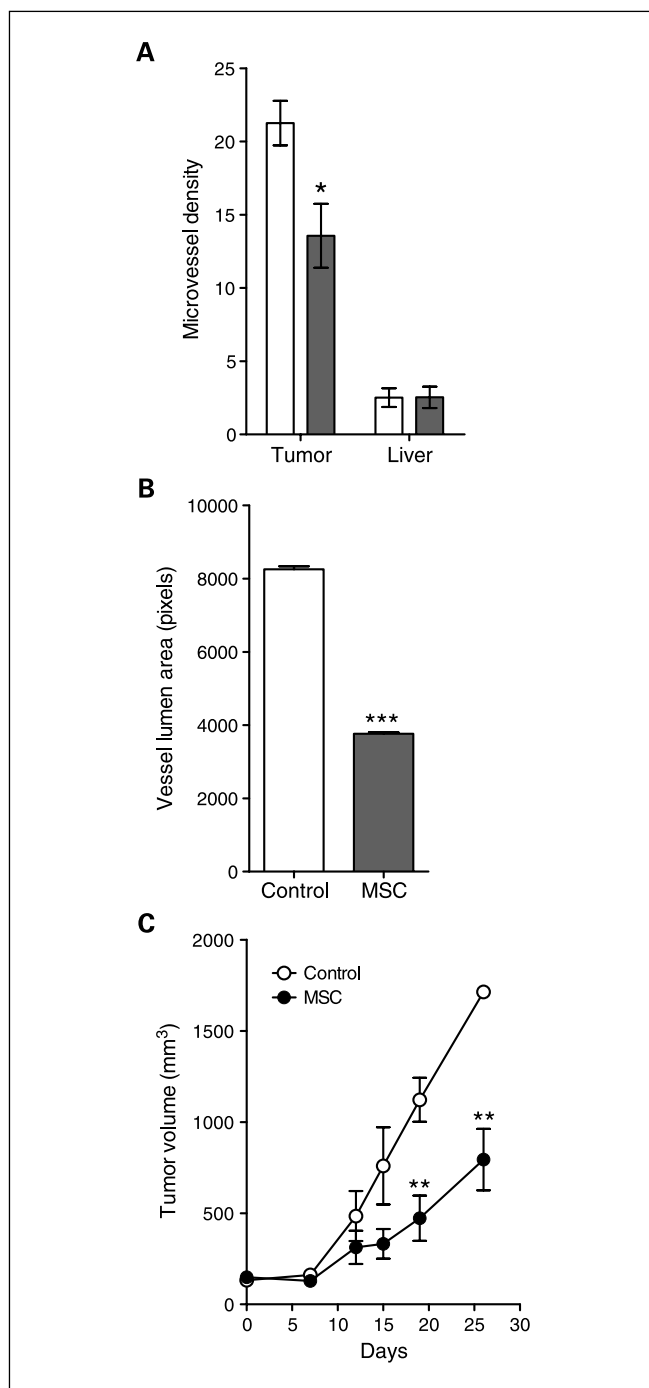 A
Microvessel density
25
20
15
10
5
0
*
Tumor Liver
B
Vessel lumen area (pixels)
10000
8000
6000
4000
2000
0
***
Control MSC
C
Tumor volume (mm³)
2000
1500
1000
500
0
Control
MSC
**
**
0 5 10 15 20 25 30
Days